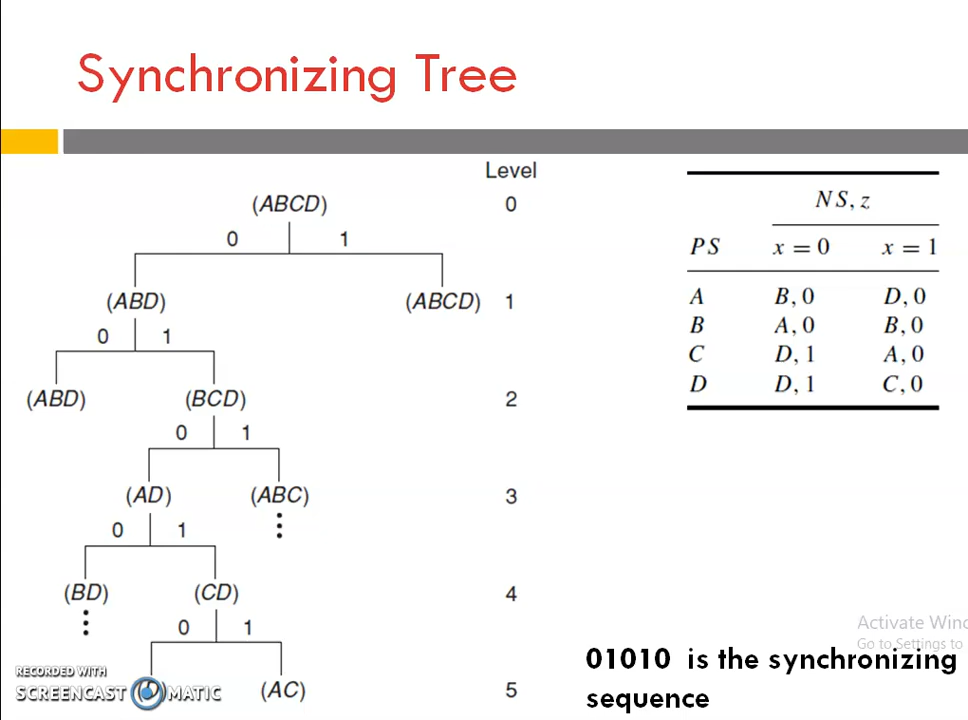 Synchronizing Tree
Level
(ABCD) 0
0 1
(ABD) (ABCD) 1
0 1
(ABD) (BCD) 2
0 1
(AD) (ABC) 3
0 1
(BD) (CD) 4
0 1
(AC) 5
NS, z
PS x = 0 x = 1
A B, 0 D, 0
B A, 0 B, 0
C D, 1 A, 0
D D, 1 C, 0
Activate Wind
Go to Settings to
01010 is the synchronizing
sequence
RECORDED WITH
SCREENCAST MATIC